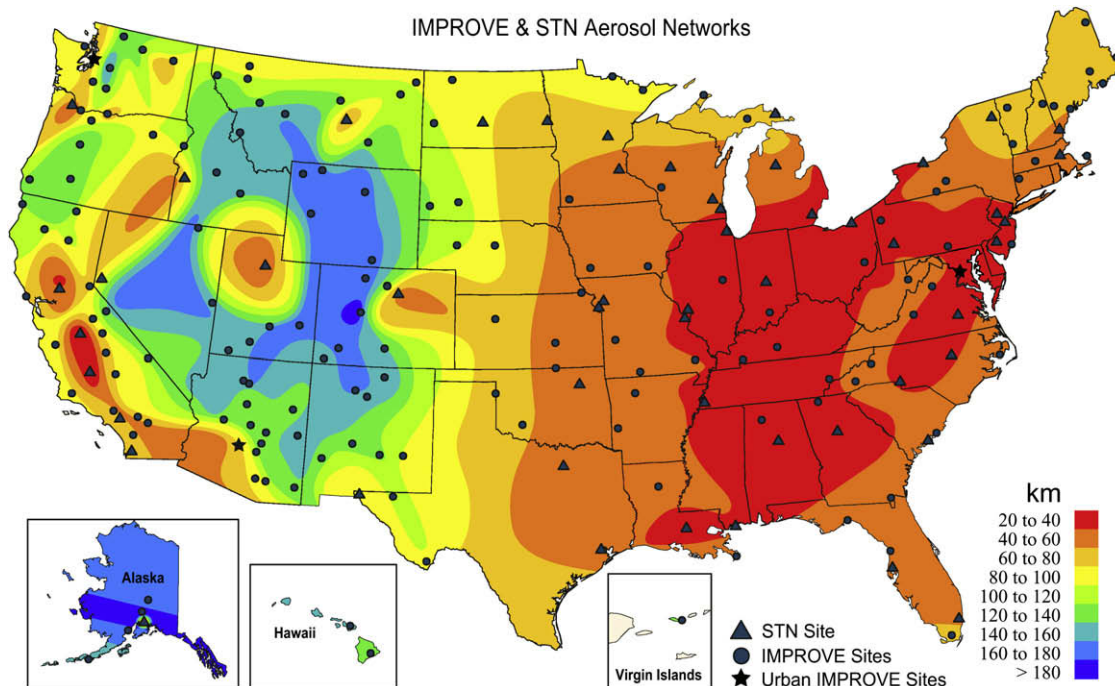 IMPROVE & STN Aerosol Networks
km
20 to 40
40 to 60
60 to 80
80 to 100
100 to 120
120 to 140
140 to 160
160 to 180
> 180
Alaska
Hawaii
Virgin Islands
STN Site
IMPROVE Sites
Urban IMPROVE Sites